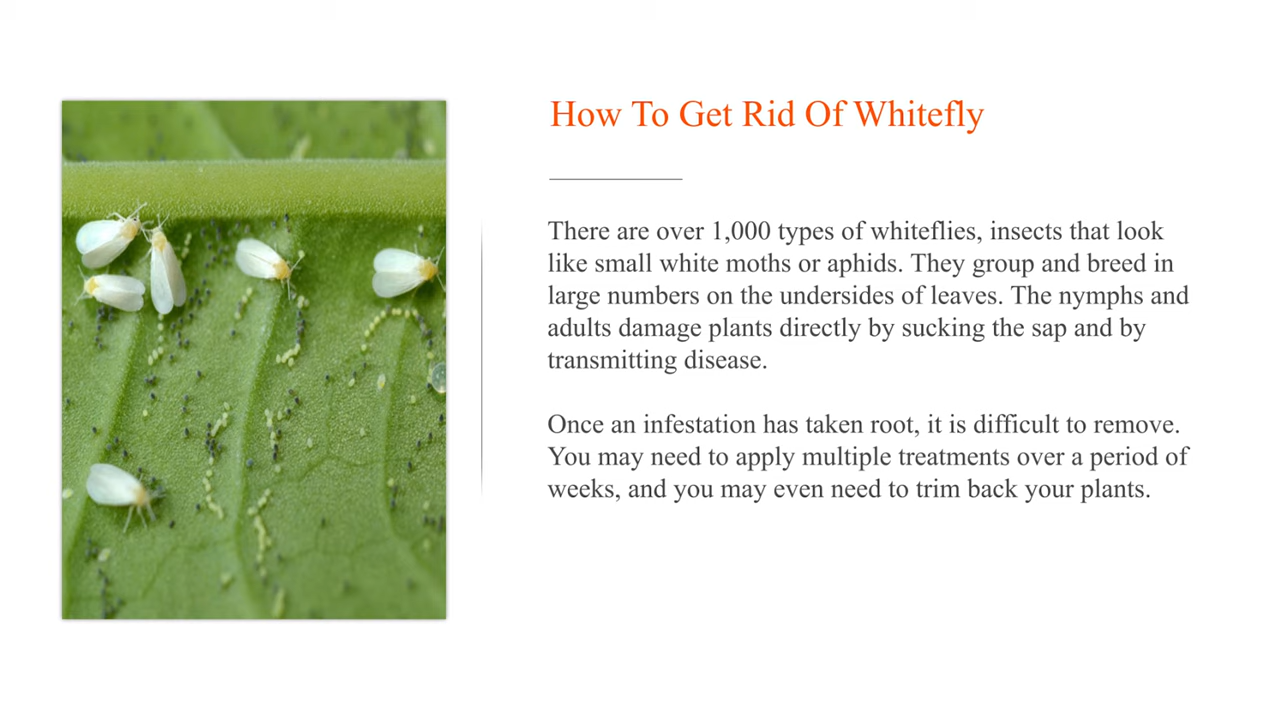 How To Get Rid Of Whitefly
There are over 1,000 types of whiteflies, insects that look
like small white moths or aphids. They group and breed in
large numbers on the undersides of leaves. The nymphs and
adults damage plants directly by sucking the sap and by
transmitting disease.
Once an infestation has taken root, it is difficult to remove.
You may need to apply multiple treatments over a period of
weeks, and you may even need to trim back your plants.